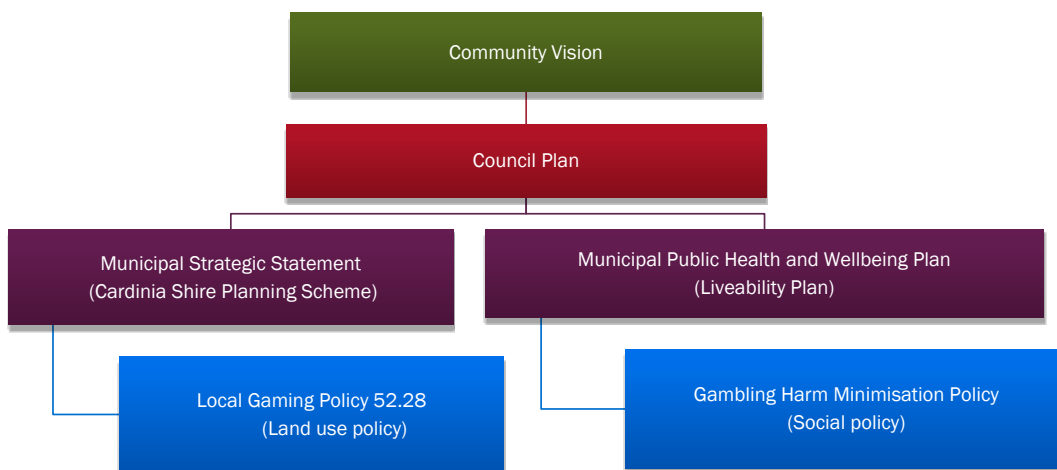 Community Vision
Council Plan
Municipal Strategic Statement
(Cardinia Shire Planning Scheme)
Municipal Public Health and Wellbeing Plan
(Liveability Plan)
Local Gaming Policy 52.28
(Land use policy)
Gambling Harm Minimisation Policy
(Social policy)